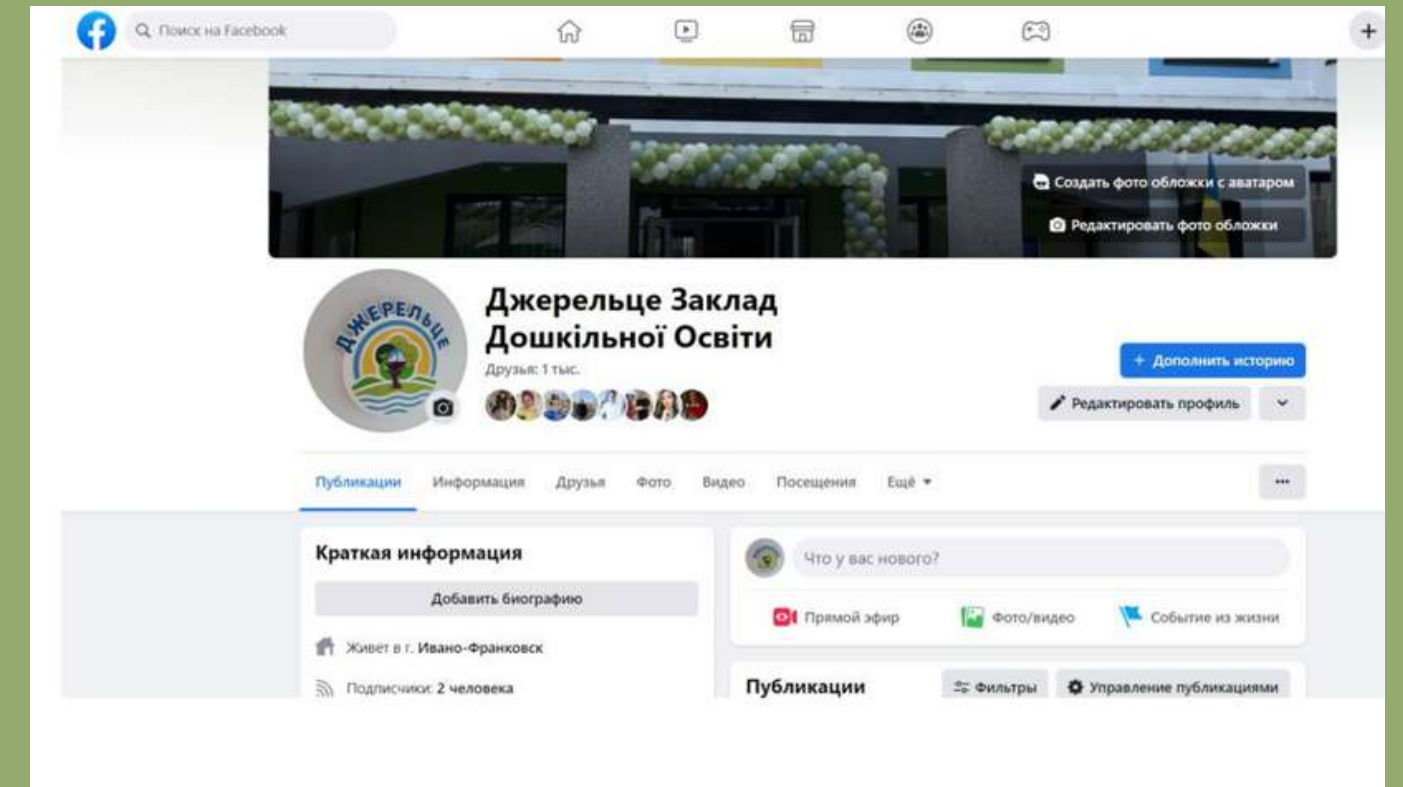 Поиск на Facebook
Создать фото обложки с аватаром
Редактировать фото обложки
ДЖЕРЕЛЬЦЕ
Джерельце Заклад
Дошкільної Освіти
Друзья: 1 тыс.
+ Дополнить историю
Редактировать профиль
Публикации Информация Друзья Фото Видео Посещения Ещё
Краткая информация
Добавить биографию
Живет в г. Ивано-Франковск
Подписчики: 2 человека
Что у вас нового?
Прямой эфир Фото/видео Событие из жизни
Публикации Фильтры Управление публикациями